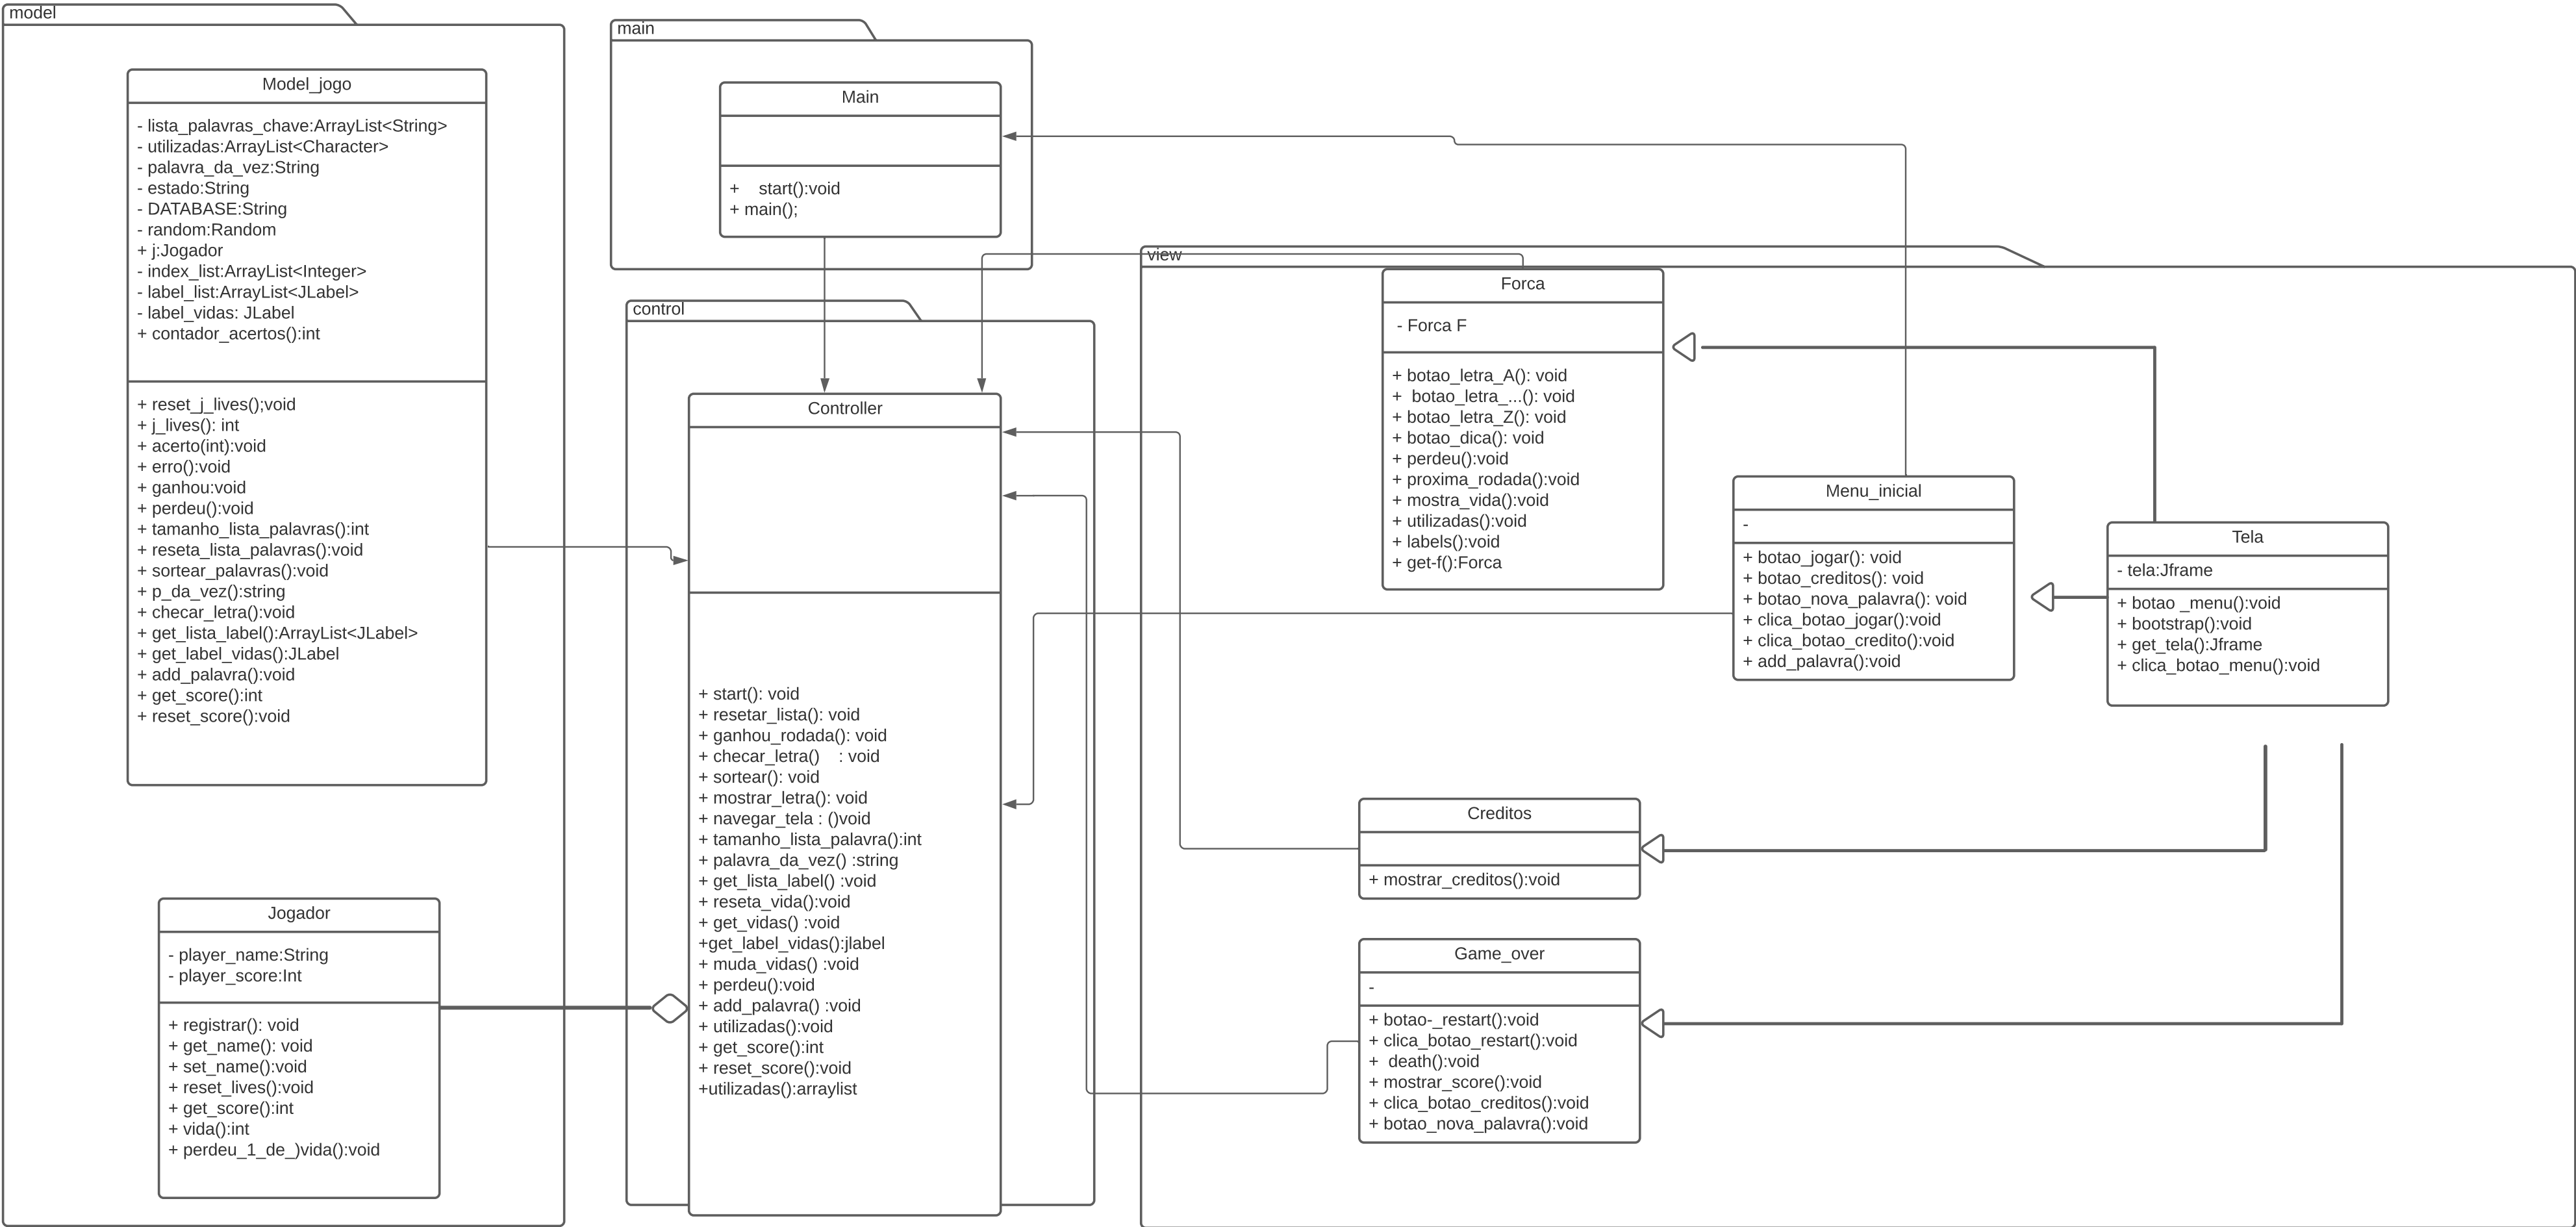 model
Model_jogo
- lista_palavras_chave:ArrayList<String>
- utilizadas:ArrayList<Character>
- palavra_da_vez:String
- estado:String
- DATABASE:String
- random:Random
+ j:Jogador
- index_list:ArrayList<Integer>
- label_list:ArrayList<JLabel>
- label_vidas: JLabel
+ contador_acertos():int
+ reset_j_lives();void
+ j_lives(): int
+ acerto(int):void
+ erro():void
+ ganhou:void
+ perdeu():void
+ tamanho_lista_palavras():int
+ reseta_lista_palavras():void
+ sortear_palavras():void
+ p_da_vez():string
+ checar_letra():void
+ get_lista_label():ArrayList<JLabel>
+ get_label_vidas():JLabel
+ add_palavra():void
+ get_score():int
+ reset_score():void
Jogador
- player_name:String
- player_score:Int
+ registrar(): void
+ get_name(): void
+ set_name():void
+ reset_lives():void
+ get_score():int
+ vida():int
+ perdeu_1_de_)vida():void
main
Main
+ start():void
+ main();
control
Controller
+ start(): void
+ resetar_lista(): void
+ ganhou_rodada(): void
+ checar_letra() : void
+ sortear(): void
+ mostrar_letra(): void
+ navegar_tela : ()void
+ tamanho_lista_palavra():int
+ palavra_da_vez() :string
+ get_lista_label() :void
+ reseta_vida():void
+ get_vidas() :void
+get_label_vidas():jlabel
+ muda_vidas() :void
+ perdeu():void
+ add_palavra() :void
+ utilizadas():void
+ get_score():int
+ reset_score():void
+utilizadas():arraylist
view
Forca
- Forca F
+ botao_letra_A(): void
+ botao_letra_...(): void
+ botao_letra_Z(): void
+ botao_dica(): void
+ perdeu():void
+ proxima_rodada():void
+ mostra_vida():void
+ utilizadas():void
+ labels():void
+ get-f():Forca
Menu_inicial
-
+ botao_jogar(): void
+ botao_creditos(): void
+ botao_nova_palavra(): void
+ clica_botao_jogar():void
+ clica_botao_credito():void
+ add_palavra():void
Tela
- tela:Jframe
+ botao _menu():void
+ bootstrap():void
+ get_tela():Jframe
+ clica_botao_menu():void
Creditos
+ mostrar_creditos():void
Game_over
-
+ botao-_restart():void
+ clica_botao_restart():void
+ death():void
+ mostrar_score():void
+ clica_botao_creditos():void
+ botao_nova_palavra():void